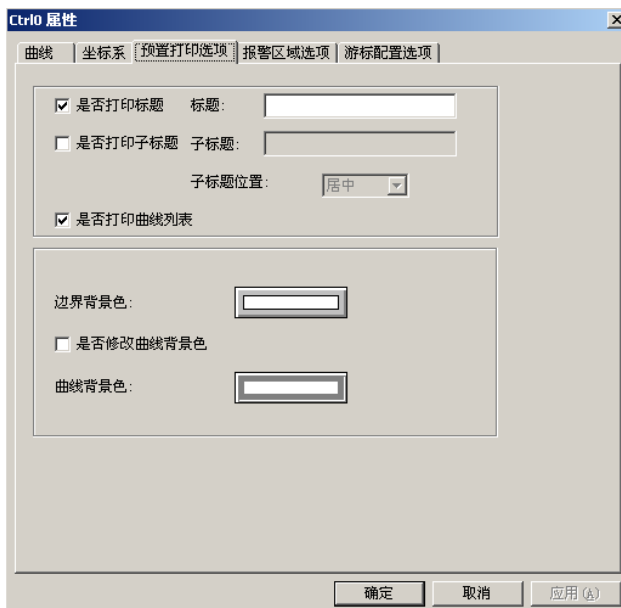 Ctrl0 属性
曲线 坐标系 预置打印选项 报警区域选项 游标配置选项
是否打印标题 标题:
是否打印子标题 子标题:
子标题位置: 居中
是否打印曲线列表
边界背景色:
是否修改曲线背景色
曲线背景色:
确定 取消 应用(A)